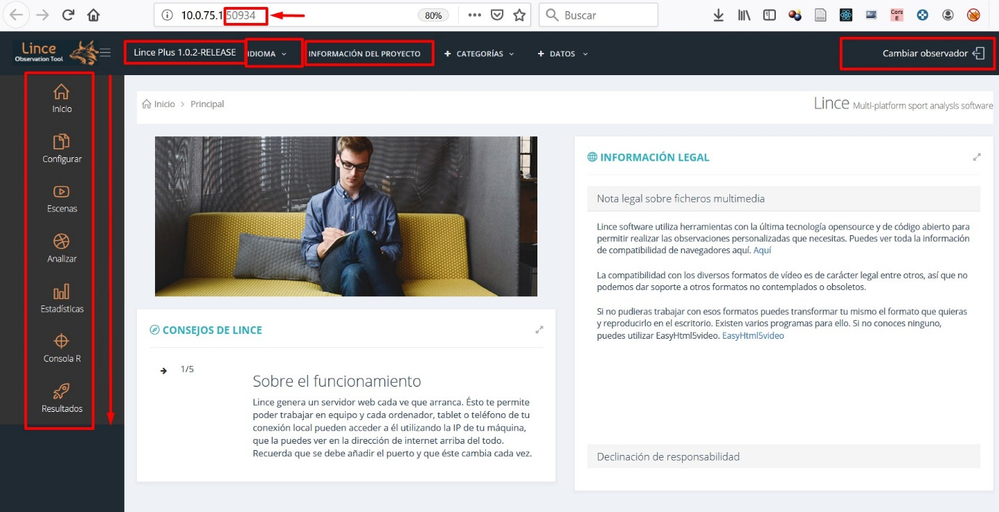 10.0.75.1:50934
80%
Buscar
Cors
E
Lince
Observation Tool
Lince Plus 1.0.2-RELEASE
IDIOMA
INFORMACIÓN DEL PROYECTO
+ CATEGORÍAS
+ DATOS
Cambiar observador
Inicio
Configurar
Escenas
Analizar
Estadísticas
Consola R
Resultados
Inicio > Principal
Lince Multi-platform sport analysis software
INFORMACIÓN LEGAL
Nota legal sobre ficheros multimedia
Lince software utiliza herramientas con la última tecnología opensource y de código abierto para
permitir realizar las observaciones personalizadas que necesitas. Puedes ver toda la información
de compatibilidad de navegadores aquí. Aquí
La compatibilidad con los diversos formatos de vídeo es de carácter legal entre otros, así que no
podemos dar soporte a otros formatos no contemplados o obsoletos.
Si no pudieras trabajar con esos formatos puedes transformar tu mismo el formato que quieras
y reproducirlo en el escritorio. Existen varios programas para ello. Si no conoces ninguno,
puedes utilizar EasyHtml5video. EasyHtml5video
Declinación de responsabilidad
CONSEJOS DE LINCE
1/5
Sobre el funcionamiento
Lince genera un servidor web cada ve que arranca. Ésto te permite
poder trabajar en equipo y cada ordenador, tablet o teléfono de tu
conexión local pueden acceder a él utilizando la IP de tu máquina,
que la puedes ver en la dirección de internet arriba del todo.
Recuerda que se debe añadir el puerto y que éste cambia cada vez.